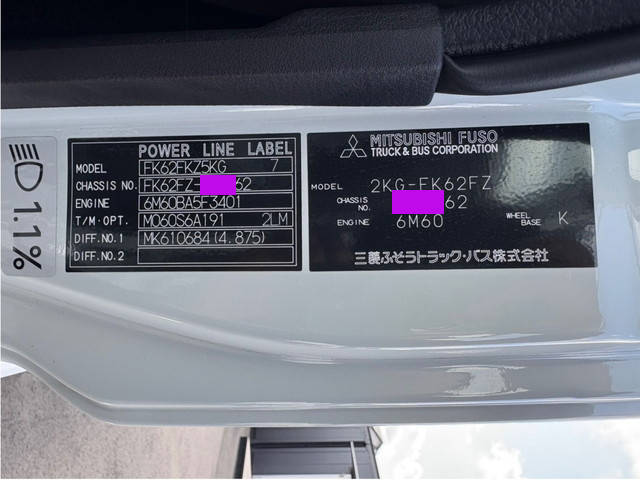 1.1%
POWER LINE LABEL
MODEL FK62FKZ5KG 7
CHASSIS NO. FK62FZ- 62
ENGINE 6M60BA5F3401
T/M・OPT. M060S6A191 2LM
DIFF.NO.1 MK610684(4.875)
DIFF.NO.2
MITSUBISHI FUSO
TRUCK & BUS CORPORATION
MODEL 2KG-FK62FZ
CHASSIS NO. 62
ENGINE 6M60 WHEEL BASE K
三菱ふそうトラック・バス株式会社